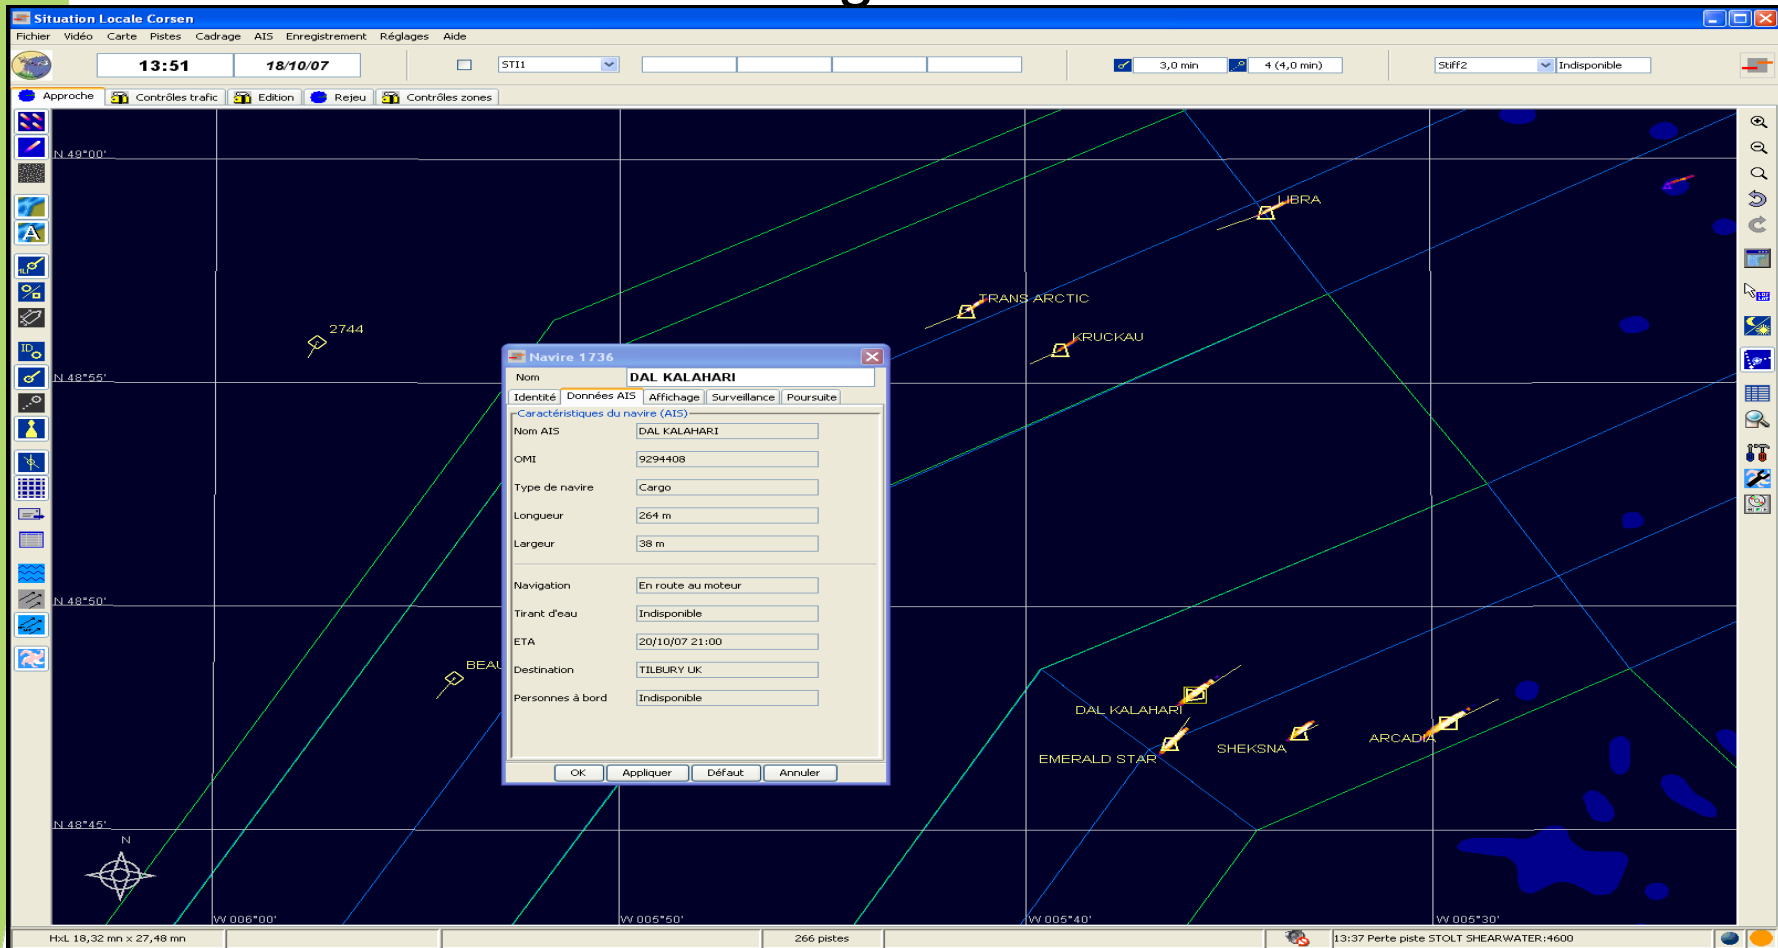 g
Situation Locale Corsen
Fichier Vidéo Carte Pistes Cadrage AIS Enregistrement Réglages Aide
13:51 18/10/07 STI1 3,0 min 4 (4,0 min) Stiff2 Indisponible
Approche Contrôles trafic Edition Rejeu Contrôles zones
N 49°00'
LIBRA
TRANS ARCTIC
2744
KRUCKAU
Navire 1736
N 48°55'
Nom DAL KALAHARI
Identité Données AIS Affichage Surveillance Poursuite
Caractéristiques du navire (AIS)
Nom AIS DAL KALAHARI
OMI 9294408
Type de navire Cargo
Longueur 264 m
Largeur 38 m
Navigation En route au moteur
N 48°50'
Tirant d'eau Indisponible
ETA 20/10/07 21:00
BEAU
Destination TILBURY UK
Personnes à bord Indisponible
DAL KALAHARI
ARCADIA
SHEKSNA
EMERALD STAR
OK Appliquer Défaut Annuler
N 48°45'
N
W 006°00' W 005°50' W 005°40' W 005°30'
HxL 18,32 mn x 27,48 mn 266 pistes 13:37 Perte piste STOLT SHEARWATER:4600